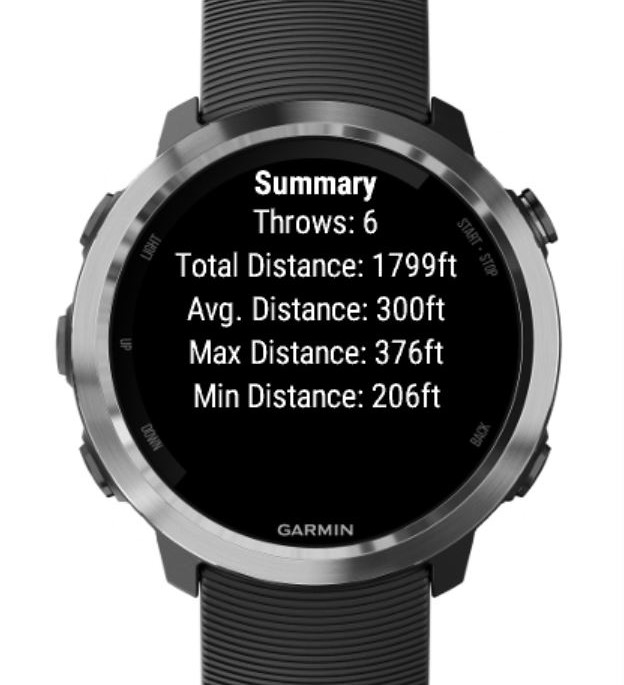 Summary
Throws: 6
Total Distance: 1799ft
Avg. Distance: 300ft
Max Distance: 376ft
Min Distance: 206ft
LIGHT
UP
DOWN
START • STOP
BACK
GARMIN